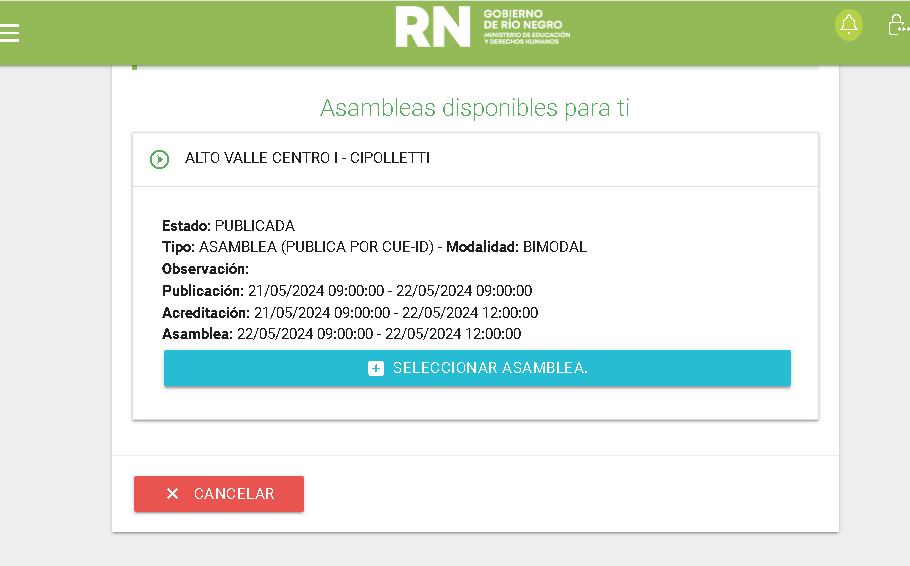 RN
GOBIERNO
DE RÍO NEGRO
MINISTERIO DE EDUCACIÓN
Y DERECHOS HUMANOS
Asambleas disponibles para ti
ALTO VALLE CENTRO I - CIPOLLETTI
Estado: PUBLICADA
Tipo: ASAMBLEA (PUBLICA POR CUE-ID) - Modalidad: BIMODAL
Observación:
Publicación: 21/05/2024 09:00:00 - 22/05/2024 09:00:00
Acreditación: 21/05/2024 09:00:00 - 22/05/2024 12:00:00
Asamblea: 22/05/2024 09:00:00 - 22/05/2024 12:00:00
SELECCIONAR ASAMBLEA.
CANCELAR